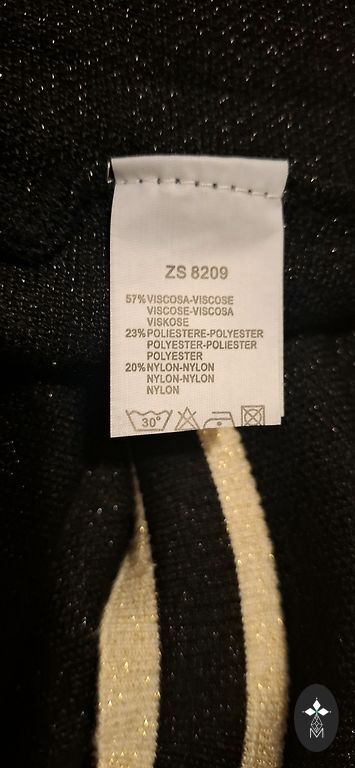 ZS 8209
57% VISCOSA-VISCOSE
VISCOSE-VISCOSA
VISKOSE
23% POLIESTERE-POLYESTER
POLYESTER-POLIESTER
POLYESTER
20% NYLON-NYLON
NYLON-NYLON
NYLON
30°
M